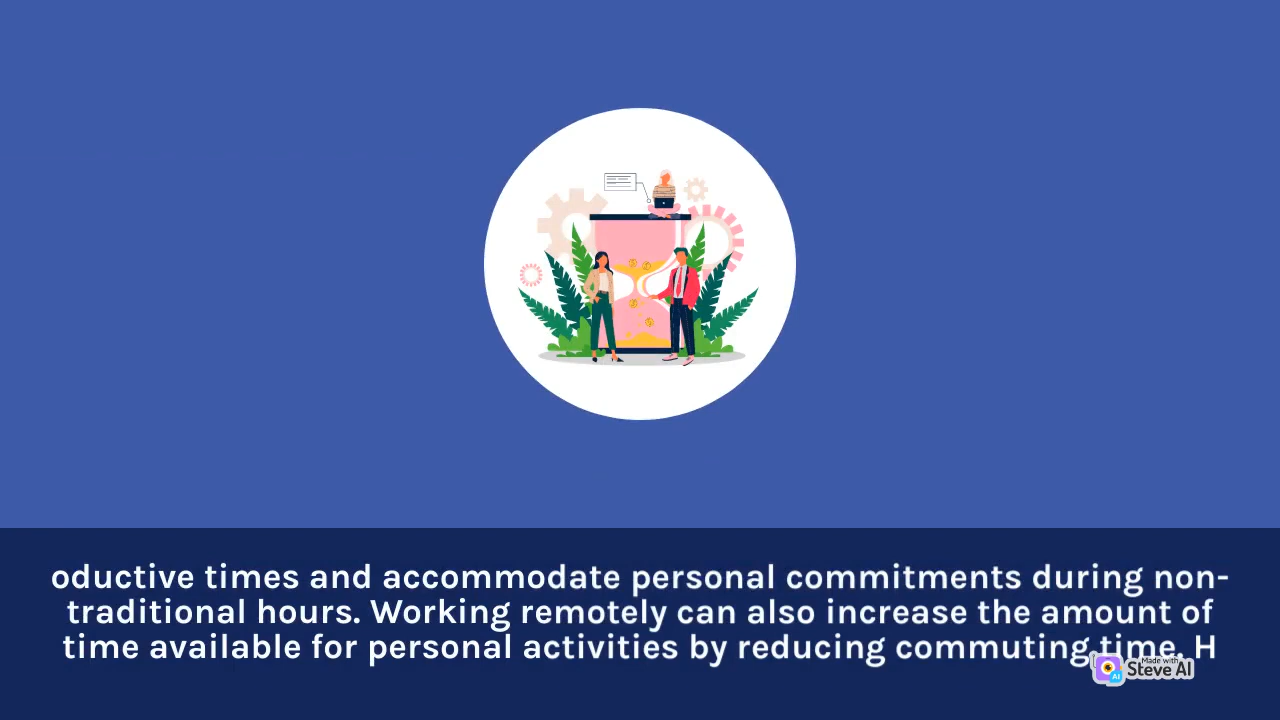 oductive times and accommodate personal commitments during non-
traditional hours. Working remotely can also increase the amount of
time available for personal activities by reducing commuting time. H
Made with
Steve AI
AI